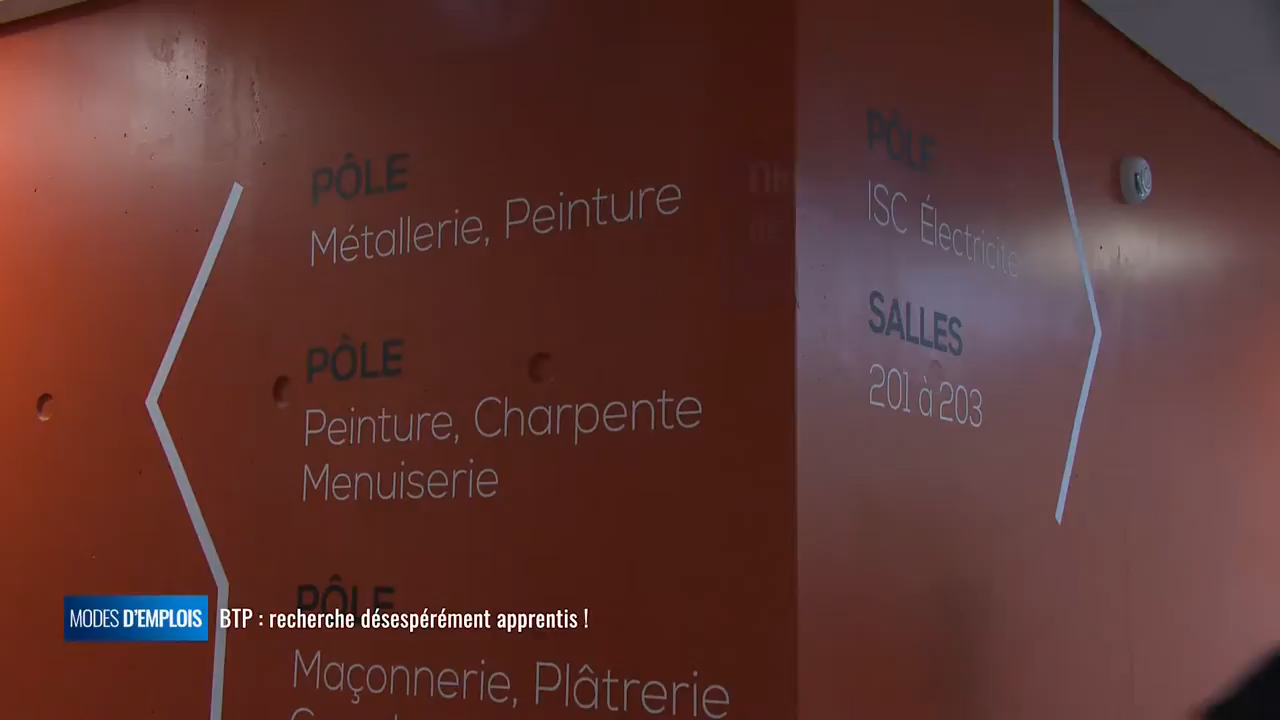 PÔLE
Métallerie, Peinture
PÔLE
Peinture, Charpente
Menuiserie
PÔLE
Maçonnerie, Plâtrerie
PÔLE
ISC Électricité
SALLES
201 à 203
MODES D'EMPLOIS
BTP : recherche désespérément apprentis !